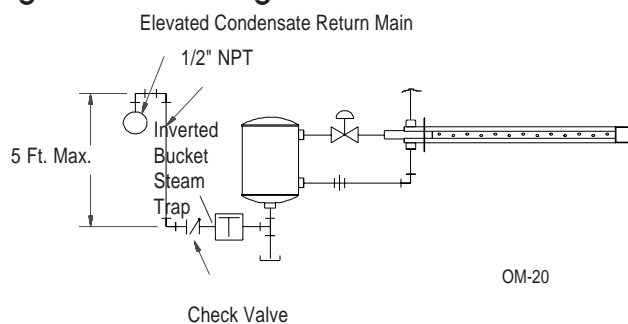 Elevated Condensate Return Main
1/2" NPT
5 Ft. Max.
Inverted
Bucket
Steam
Trap
OM-20
Check Valve